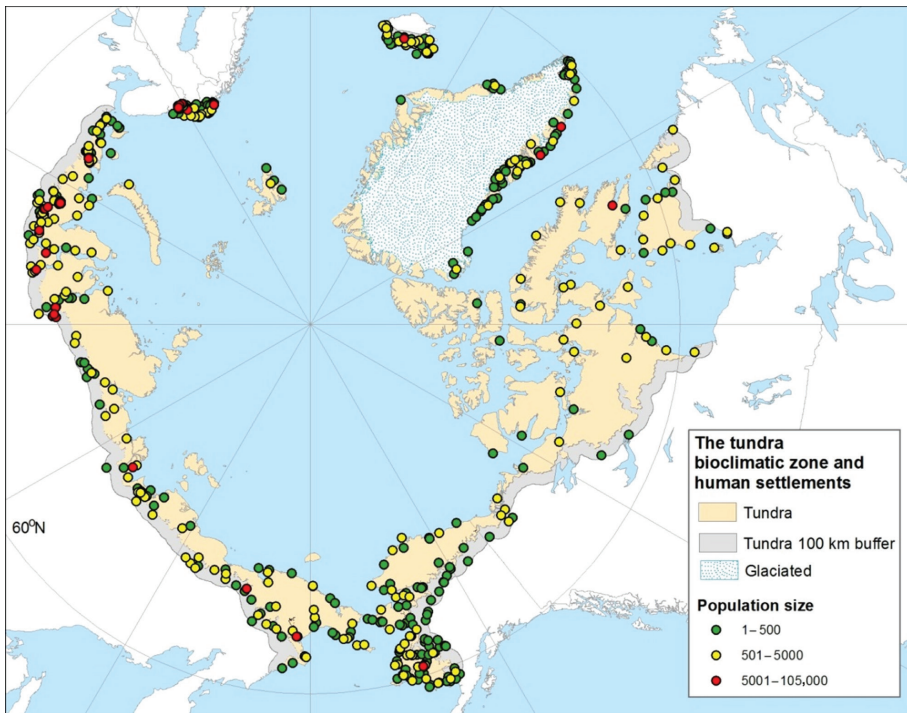 60⁰N
The tundra
bioclimatic zone and
human settlements
Tundra
Tundra 100 km buffer
Glaciated
Population size
1–500
501–5000
5001–105,000